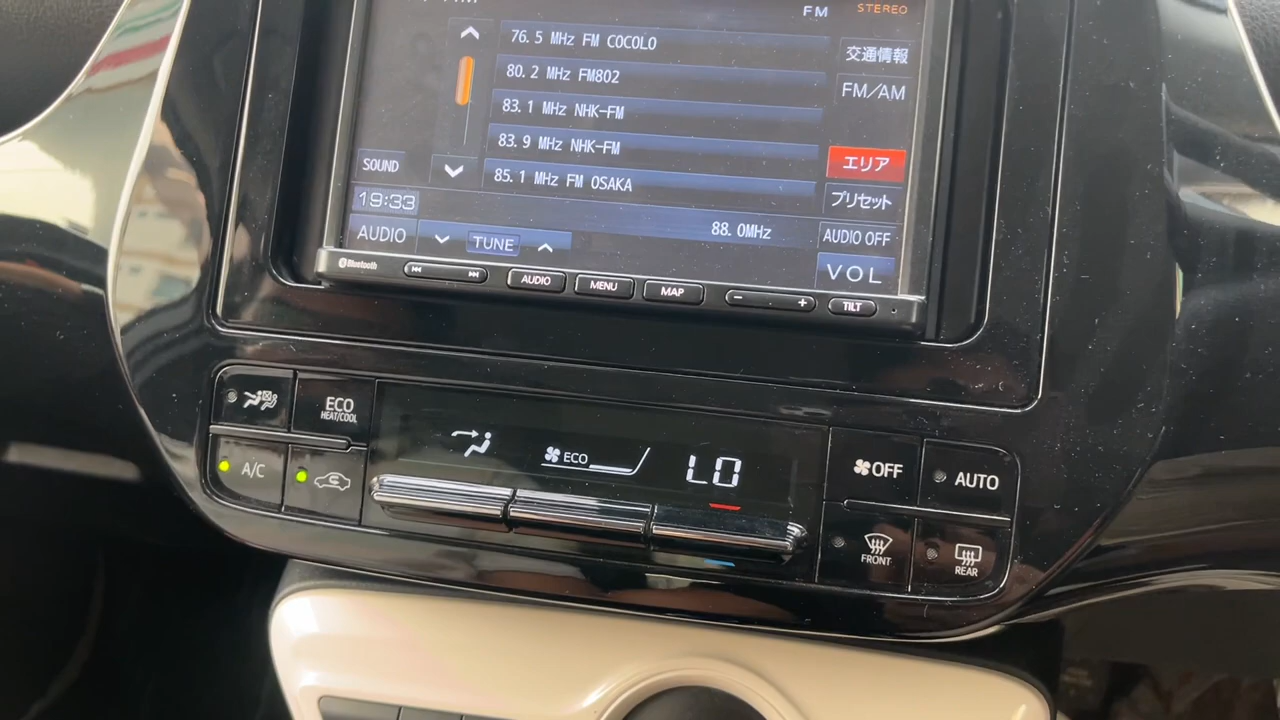 FM
STEREO
76.5 MHz FM COCOLO
交通情報
80.2 MHz FM802
FM/AM
83.1 MHz NHK-FM
83.9 MHz NHK-FM
エリア
SOUND
85.1 MHz FM OSAKA
プリセット
19:33
88.0MHz
AUDIO OFF
AUDIO
TUNE
VOL
Bluetooth
AUDIO
MENU
MAP
- +
TILT
ECO
HEAT/COOL
A/C
ECO
LO
OFF
AUTO
FRONT
REAR